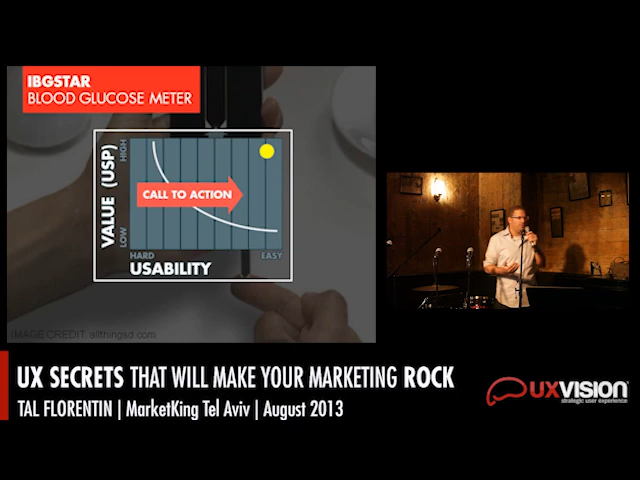 IBGSTAR
BLOOD GLUCOSE METER
VALUE (USP)
HIGH
LOW
CALL TO ACTION
HARD
EASY
USABILITY
IMAGE CREDIT: allthingsd.com
UX SECRETS THAT WILL MAKE YOUR MARKETING ROCK
TAL FLORENTIN | MarketKing Tel Aviv | August 2013
UXVISION
strategic user experience